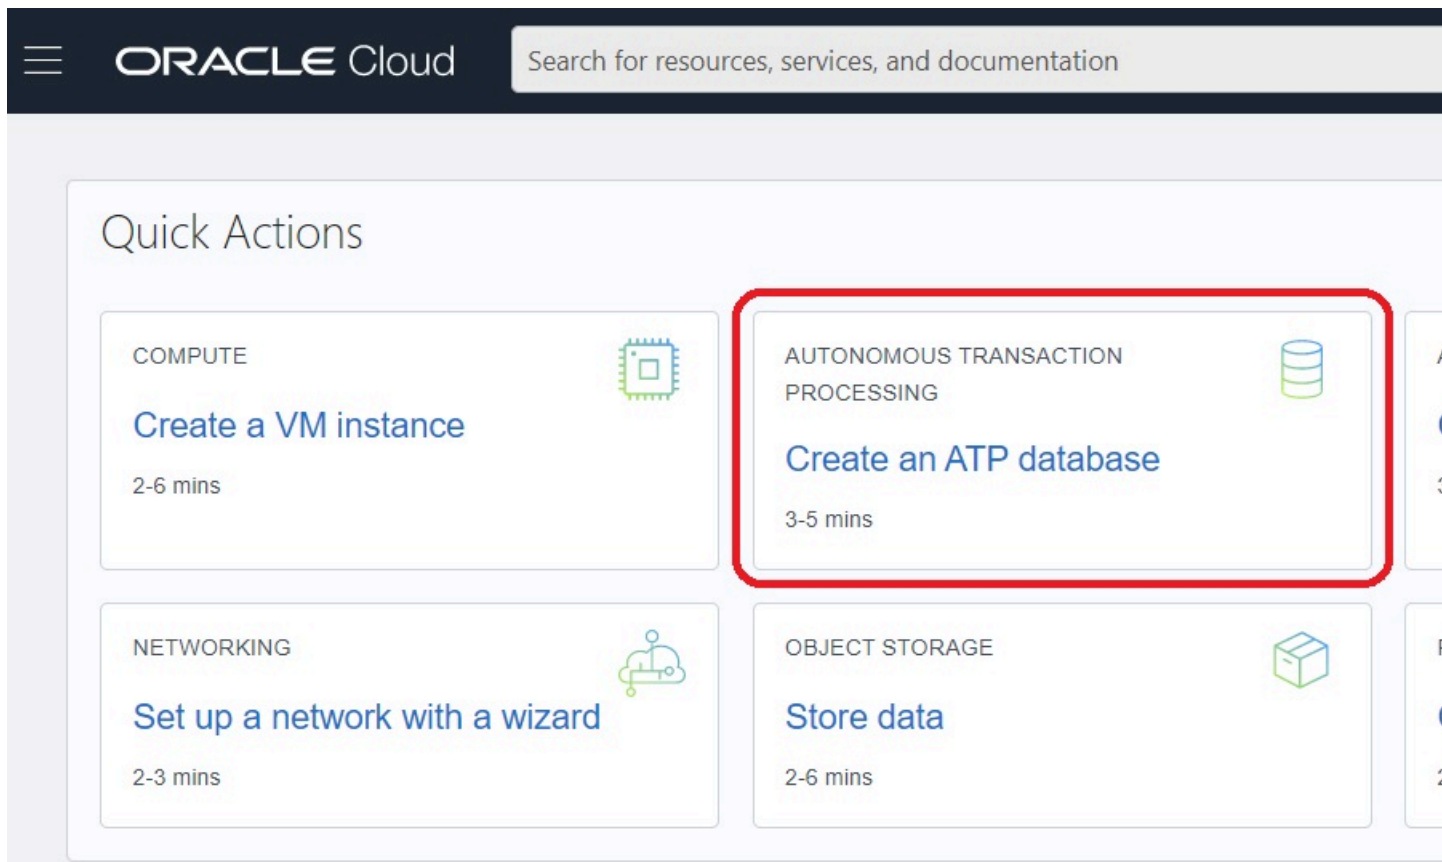 ORACLE Cloud
Search for resources, services, and documentation
Quick Actions
COMPUTE
Create a VM instance
2-6 mins
AUTONOMOUS TRANSACTION
PROCESSING
Create an ATP database
3-5 mins
NETWORKING
Set up a network with a wizard
2-3 mins
OBJECT STORAGE
Store data
2-6 mins